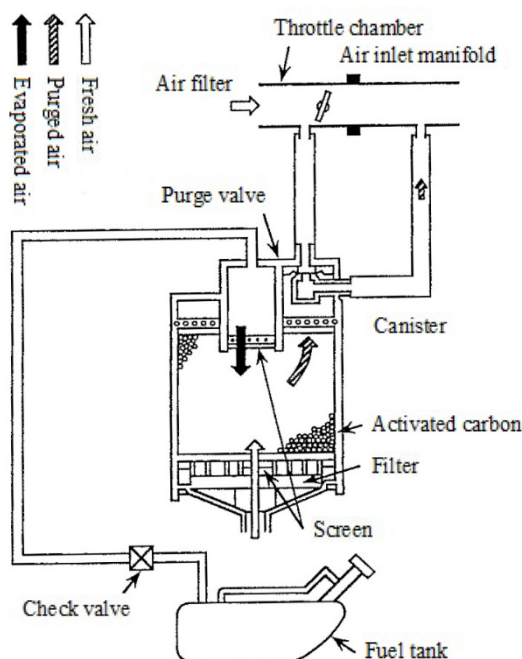 Throttle chamber
Air inlet manifold
Air filter
Fresh air
Purged air
Evaporated air
Purge valve
Canister
Activated carbon
Filter
Screen
Check valve
Fuel tank